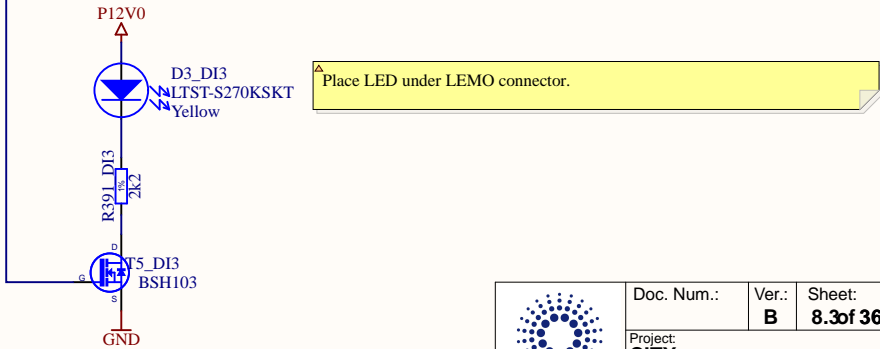 P12V0
D3_DI3
LTST-S270KSKT
Yellow
Place LED under LEMO connector.
R391_DI3
1%
2k2
D
T5_DI3
G
BSH103
S
GND
Doc. Num.:
Ver.:
Sheet:
B
8.3of 36
Project: